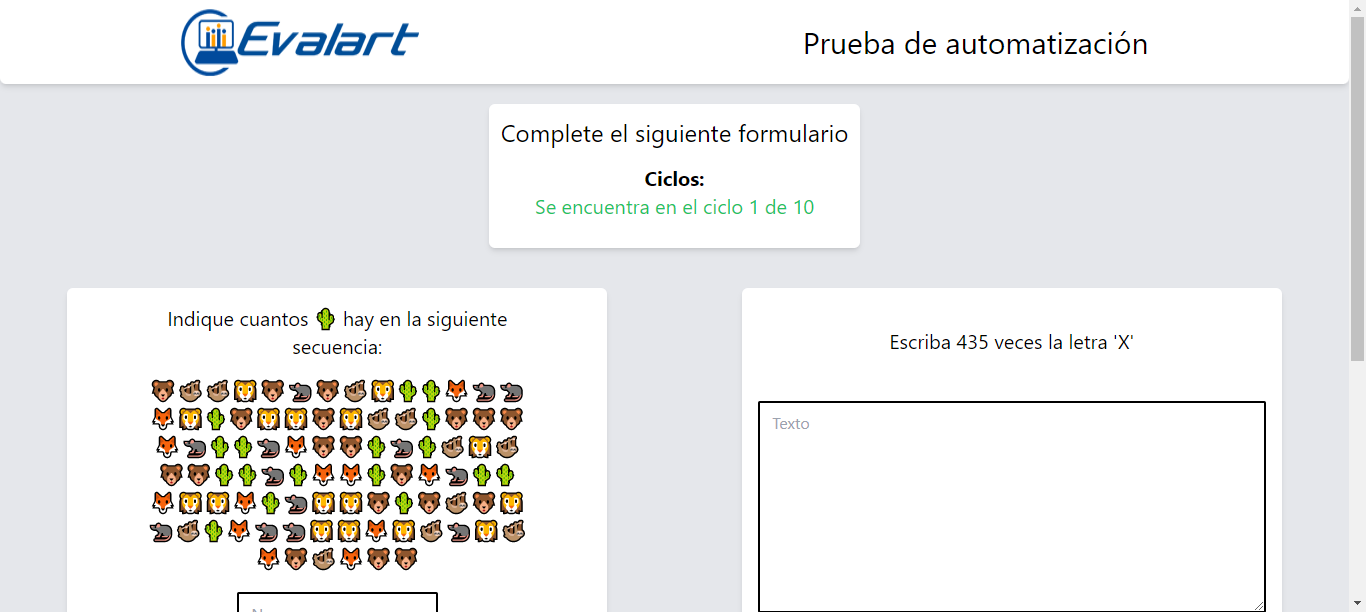 Evalart
Prueba de automatización
Complete el siguiente formulario
Ciclos:
Se encuentra en el ciclo 1 de 10
Indique cuantos 🌵 hay en la siguiente
secuencia:
Escriba 435 veces la letra 'X'
Texto